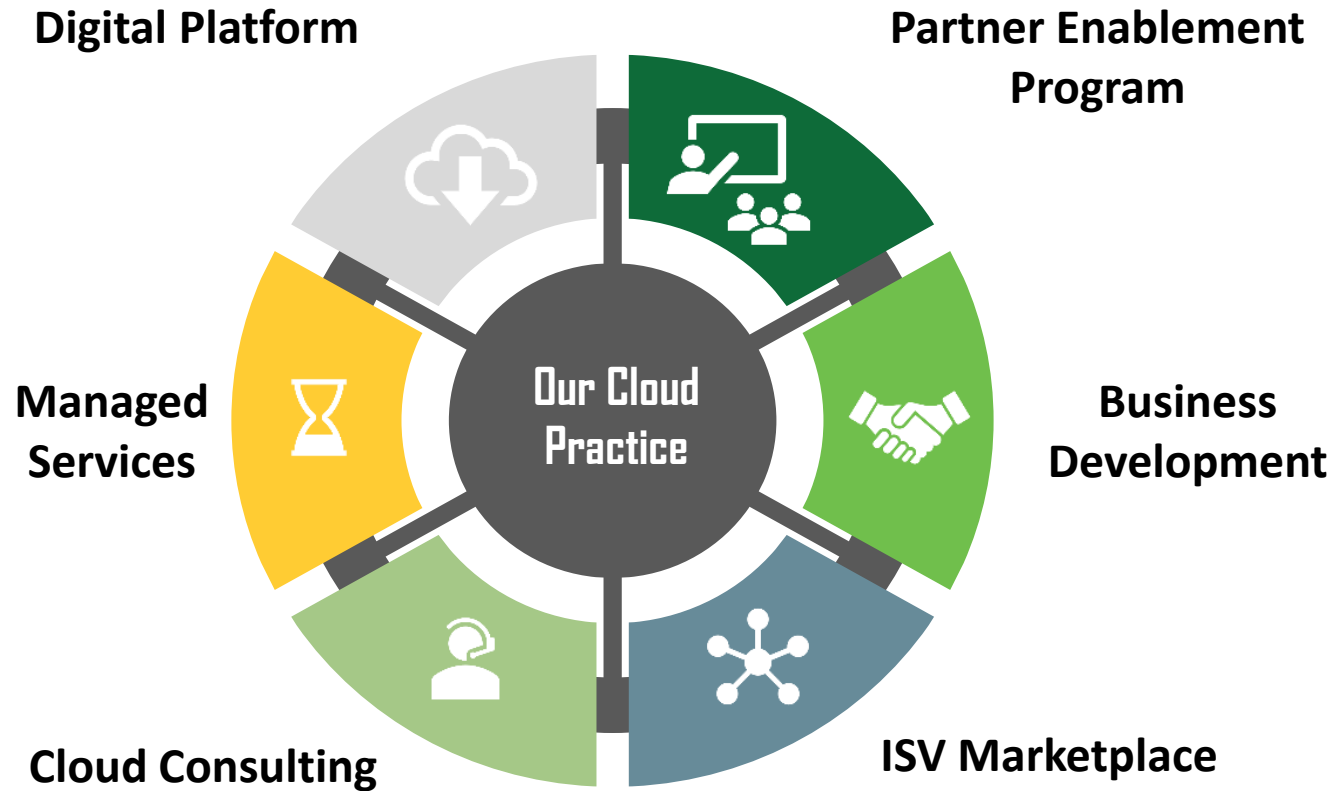 Digital Platform
Partner Enablement
Program
Managed
Services
Our Cloud
Practice
Business
Development
Cloud Consulting
ISV Marketplace